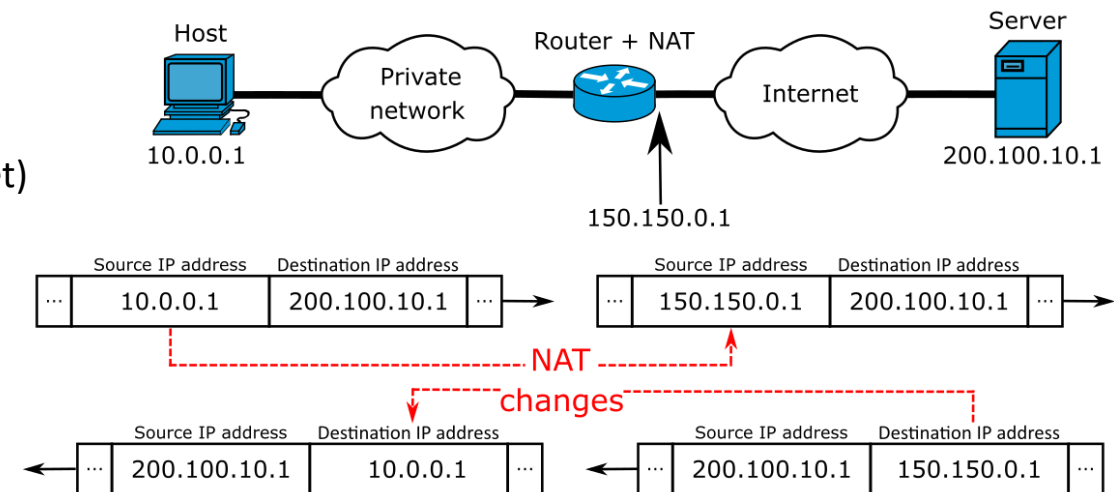 Host
Router + NAT
Server
Private
network
Internet
10.0.0.1
200.100.10.1
t)
150.150.0.1
Source IP address Destination IP address
... 10.0.0.1 200.100.10.1 ...
Source IP address Destination IP address
... 150.150.0.1 200.100.10.1 ...
NAT
changes
Source IP address Destination IP address
... 200.100.10.1 10.0.0.1 ...
Source IP address Destination IP address
... 200.100.10.1 150.150.0.1 ...